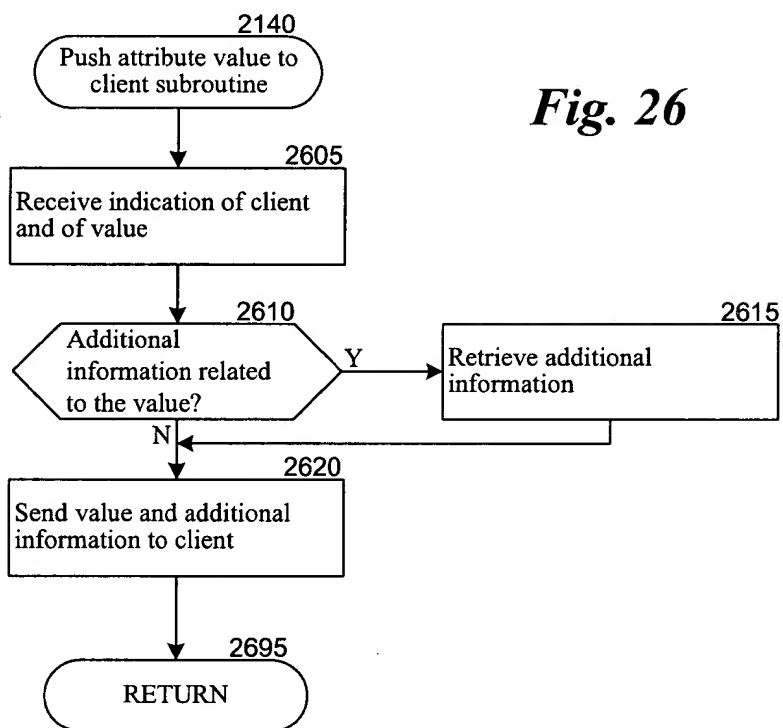 2140
Push attribute value to
client subroutine
Fig. 26
2605
Receive indication of client
and of value
2610
Additional
information related
to the value?
Y
N
2615
Retrieve additional
information
2620
Send value and additional
information to client
2695
RETURN